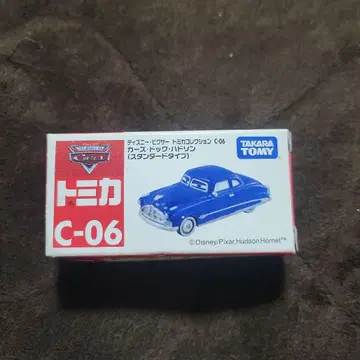 Cars
トミカ
C-06
ディズニー・ピクサー トミカコレクション C-06
カーズ・ドック・ハドソン
(スタンダードタイプ)
TAKARA
TOMY
©Disney/Pixar, Hudson Hornet™